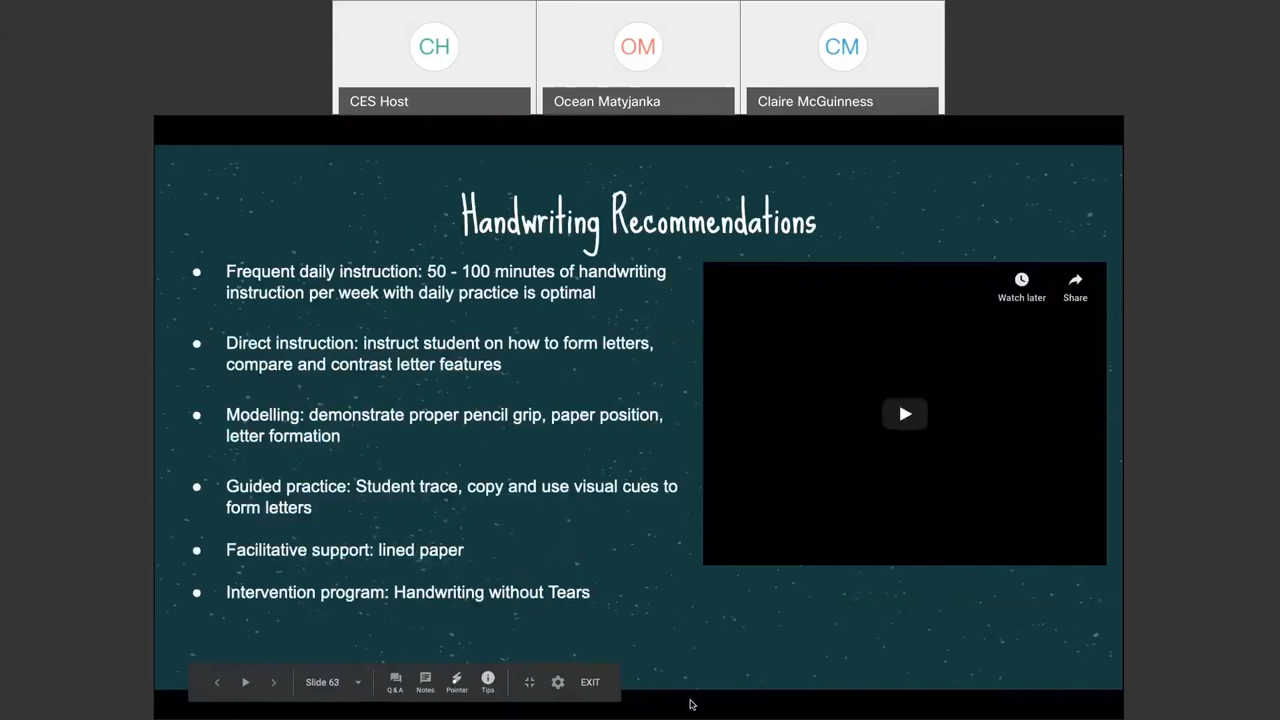 CH
OM
CM
CES Host
Ocean Matyjanka
Claire McGuinness
Handwriting Recommendations
● Frequent daily instruction: 50 - 100 minutes of handwriting
instruction per week with daily practice is optimal
● Direct instruction: instruct student on how to form letters,
compare and contrast letter features
● Modelling: demonstrate proper pencil grip, paper position,
letter formation
● Guided practice: Student trace, copy and use visual cues to
form letters
● Facilitative support: lined paper
● Intervention program: Handwriting without Tears
Watch later
Share
Slide 63
Q & A
Notes
Pointer
Tips
EXIT